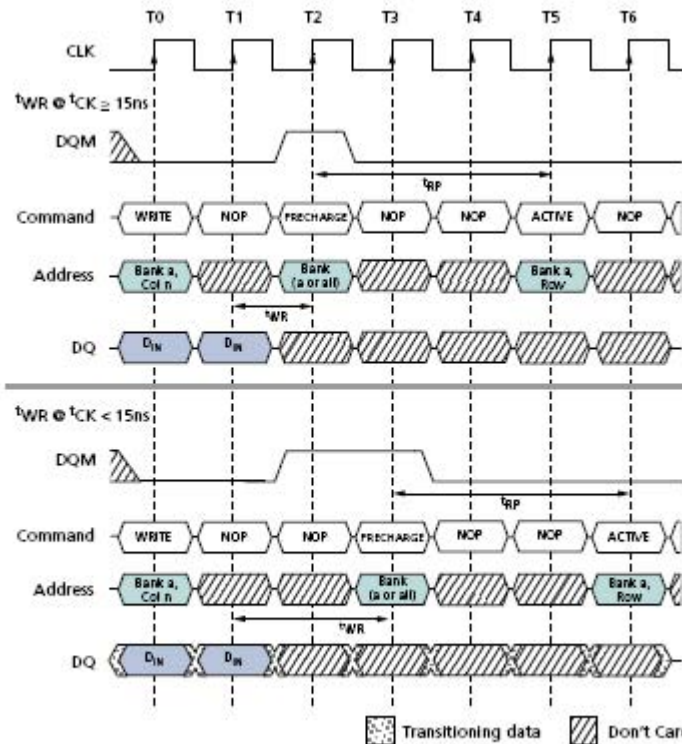 T0 T1 T2 T3 T4 T5 T6
CLK
tWR @ tCK ≥ 15ns
DQM
tRP
Command WRITE NOP PRECHARGE NOP NOP ACTIVE NOP
Address Bank a, Col n Bank (a or all) Bank a, Row
tWR
DQ DIN DIN
tWR @ tCK < 15ns
DQM
tRP
Command WRITE NOP NOP PRECHARGE NOP NOP ACTIVE
Address Bank a, Col n Bank (a or all) Bank a, Row
tWR
DQ DIN DIN
Transitioning data Don't Car